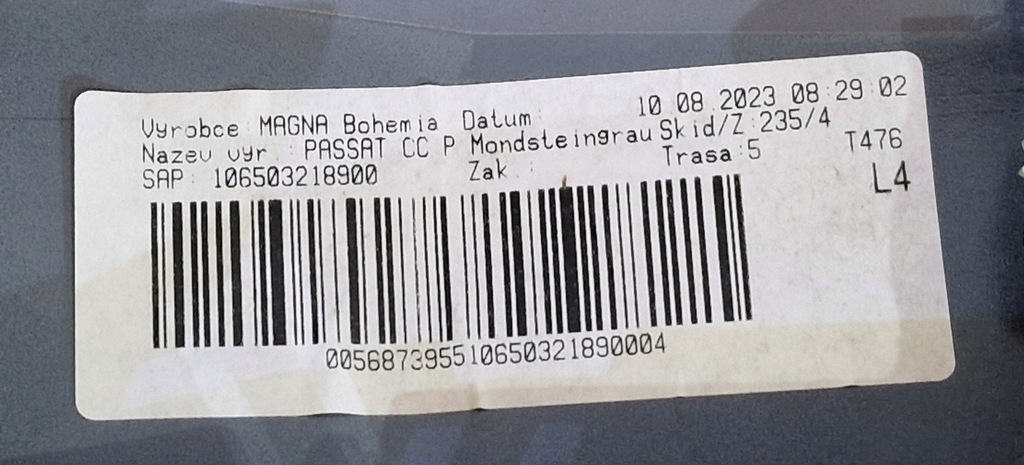 Vyrobce: MAGNA Bohemia Datum: 10 08 2023 08:29:02
Nazev vyr : PASSAT CC P Mondsteingrau Skid/Z:235/4
SAP: 106503218900 Zak.: Trasa:5 T476
L4
005687395510650321890004